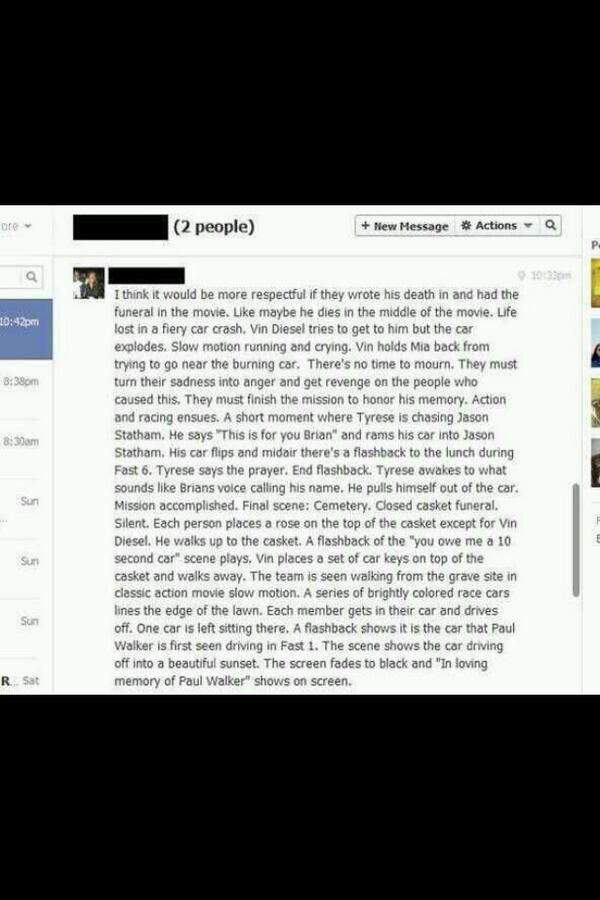 ore
(2 people)
+ New Message
Actions
10:33pm
I think it would be more respectful if they wrote his death in and had the
funeral in the movie. Like maybe he dies in the middle of the movie. Life
lost in a fiery car crash. Vin Diesel tries to get to him but the car
explodes. Slow motion running and crying. Vin holds Mia back from
trying to go near the burning car.  There's no time to mourn. They must
turn their sadness into anger and get revenge on the people who
caused this. They must finish the mission to honor his memory. Action
and racing ensues. A short moment where Tyrese is chasing Jason
Statham. He says "This is for you Brian" and rams his car into Jason
Statham. His car flips and midair there's a flashback to the lunch during
Fast 6. Tyrese says the prayer. End flashback. Tyrese awakes to what
sounds like Brians voice calling his name. He pulls himself out of the car.
Mission accomplished. Final scene: Cemetery. Closed casket funeral.
Silent. Each person places a rose on the top of the casket except for Vin
Diesel. He walks up to the casket. A flashback of the "you owe me a 10
second car" scene plays. Vin places a set of car keys on top of the
casket and walks away. The team is seen walking from the grave site in
classic action movie slow motion. A series of brightly colored race cars
lines the edge of the lawn. Each member gets in their car and drives
off. One car is left sitting there. A flashback shows it is the car that Paul
Walker is first seen driving in Fast 1. The scene shows the car driving
off into a beautiful sunset. The screen fades to black and "In loving
memory of Paul Walker" shows on screen.
10:42pm
8:38pm
8:30am
Sun
...
Sun
Sun
R... Sat